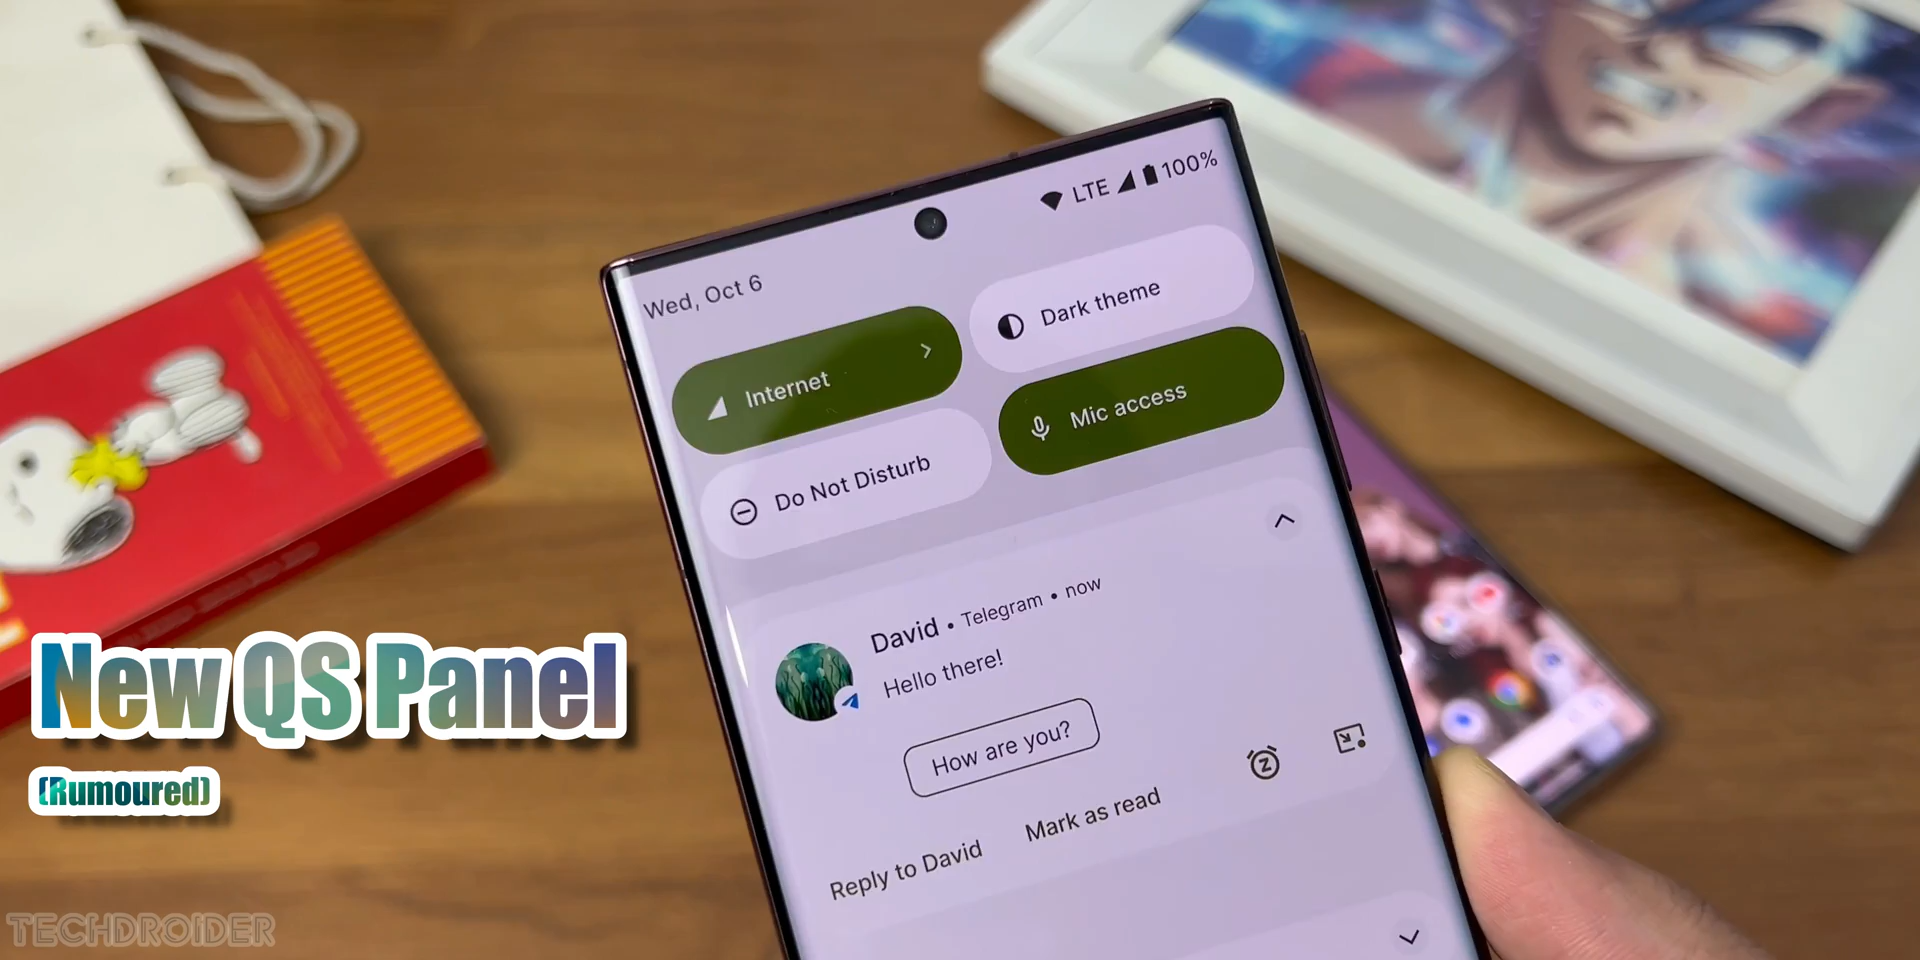 LTE 100%
Wed, Oct 6
Internet
Dark theme
Do Not Disturb
Mic access
David • Telegram • now
Hello there!
How are you?
Reply to David
Mark as read
New QS Panel
(Rumoured)
TECHDROIDER